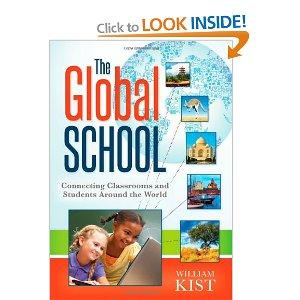 Click to LOOK INSIDE!
The
Global
SCHOOL
Connecting Classrooms and
Students Around the World
WILLIAM
KIST